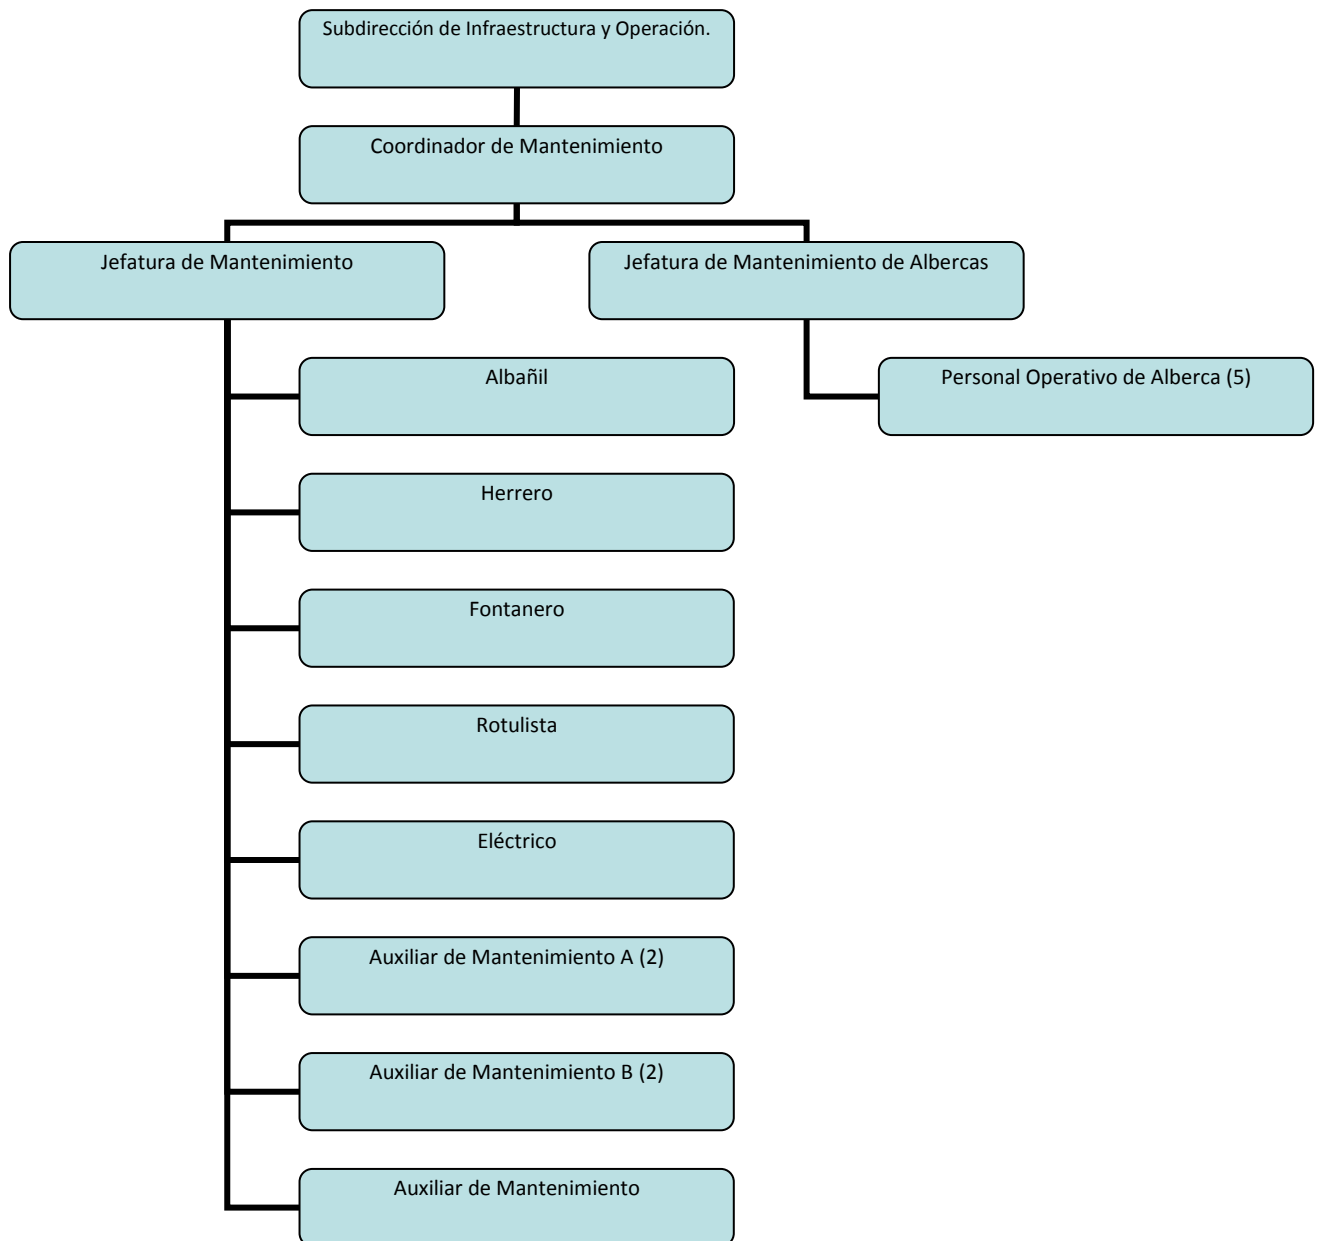 Subdirección de Infraestructura y Operación.
Coordinador de Mantenimiento
Jefatura de Mantenimiento
Jefatura de Mantenimiento de Albercas
Albañil
Personal Operativo de Alberca (5)
Herrero
Fontanero
Rotulista
Eléctrico
Auxiliar de Mantenimiento A (2)
Auxiliar de Mantenimiento B (2)
Auxiliar de Mantenimiento